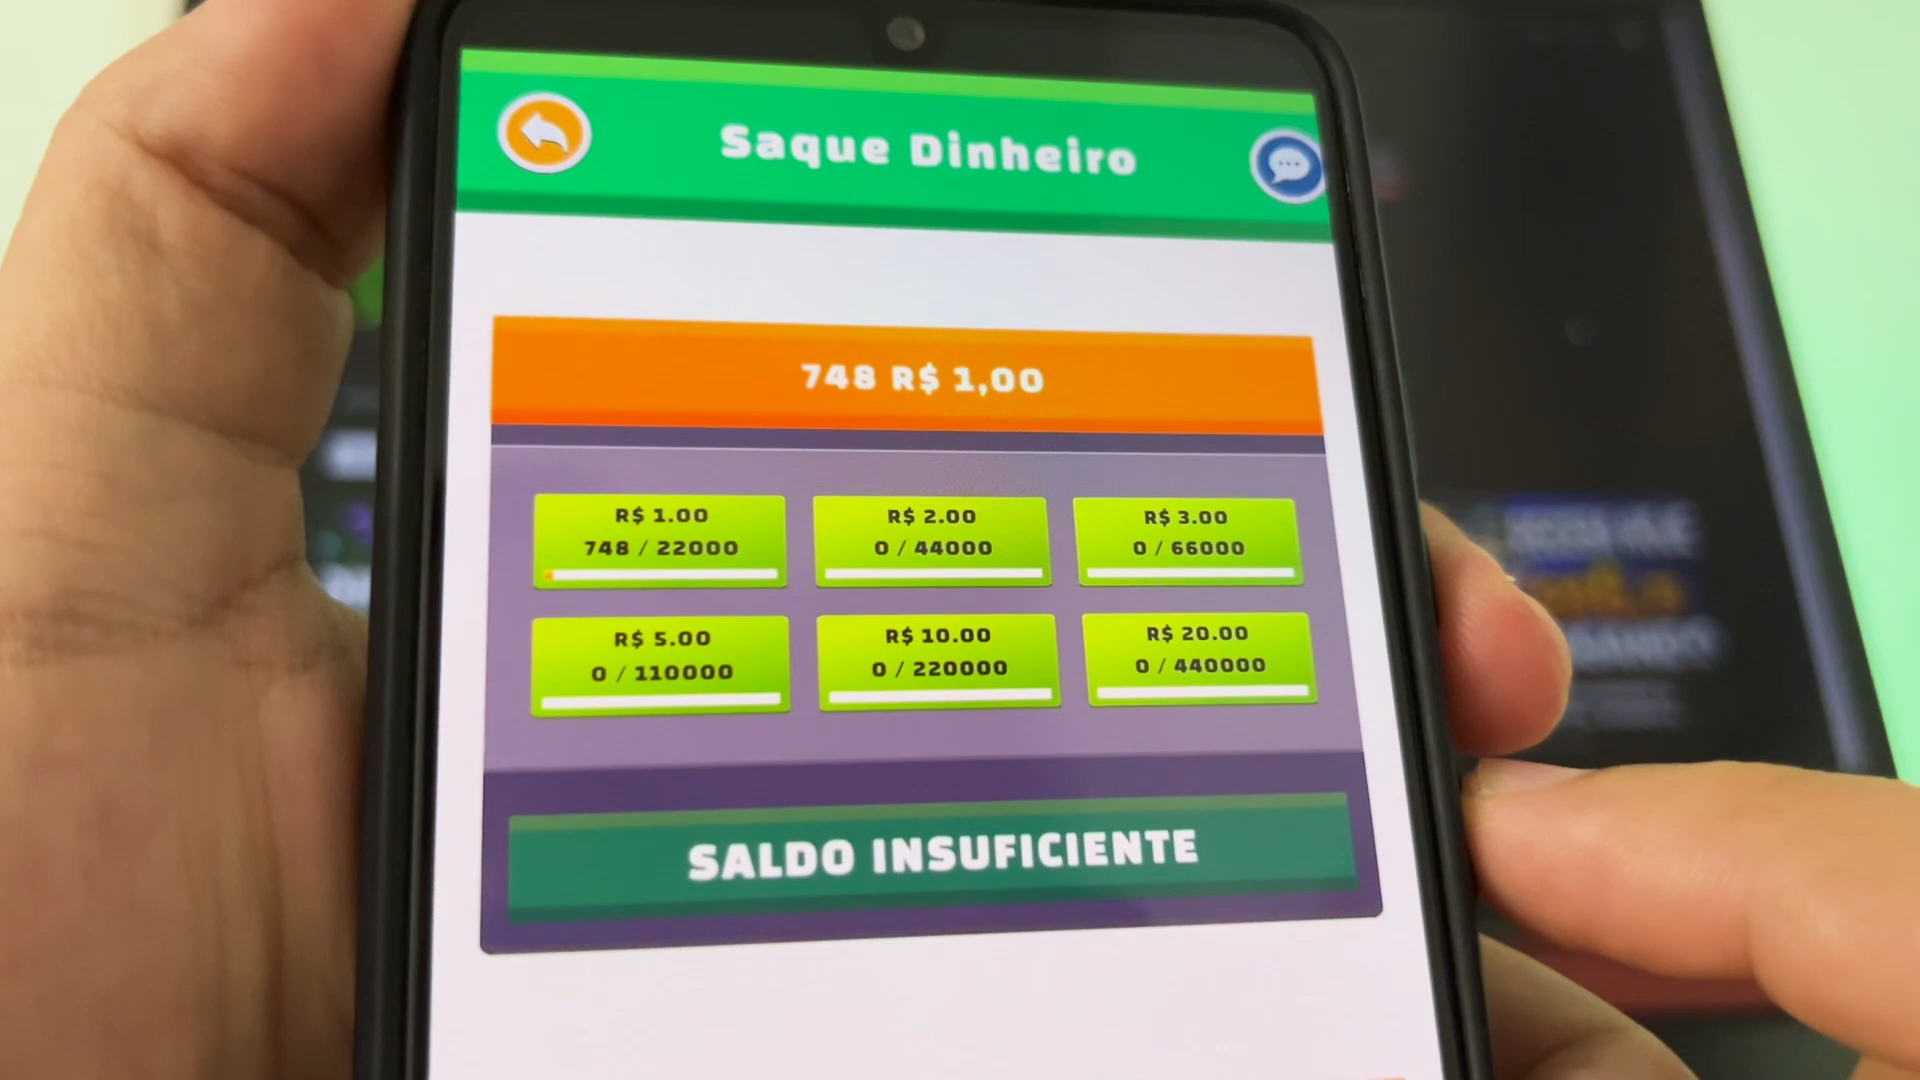 Saque Dinheiro
748 R$ 1,00
R$ 1.00
748 / 22000
R$ 2.00
0 / 44000
R$ 3.00
0 / 66000
R$ 5.00
0 / 110000
R$ 10.00
0 / 220000
R$ 20.00
0 / 440000
SALDO INSUFICIENTE